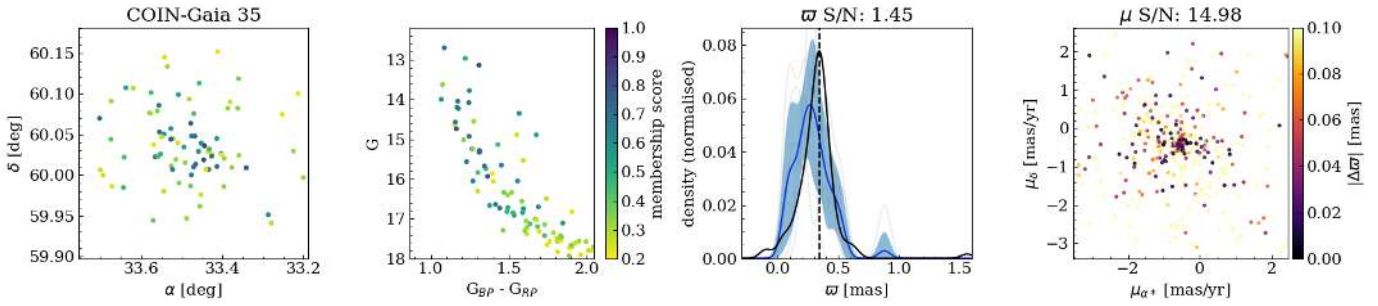 COIN-Gaia 35
60.15
60.10
60.05
60.00
59.95
59.90
δ [deg]
33.6 33.4 33.2
α [deg]
13
14
15
16
17
18
G
1.0 1.5 2.0
G_BP - G_RP
1.0
0.9
0.8
0.7
0.6
0.5
0.4
0.3
0.2
membership score
ϖ S/N: 1.45
0.08
0.06
0.04
0.02
0.00
density (normalised)
0.0 0.5 1.0 1.5
ϖ [mas]
μ S/N: 14.98
2
1
0
−1
−2
−3
μ_δ [mas/yr]
−2 0 2
μ_α* [mas/yr]
0.10
0.08
0.06
0.04
0.02
0.00
|Δϖ| [mas]